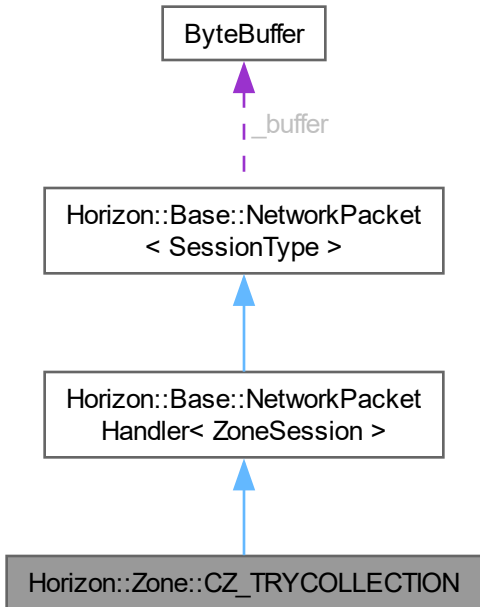 ByteBuffer
_buffer
Horizon::Base::NetworkPacket
< SessionType >
Horizon::Base::NetworkPacket
Handler< ZoneSession >
Horizon::Zone::CZ_TRYCOLLECTION